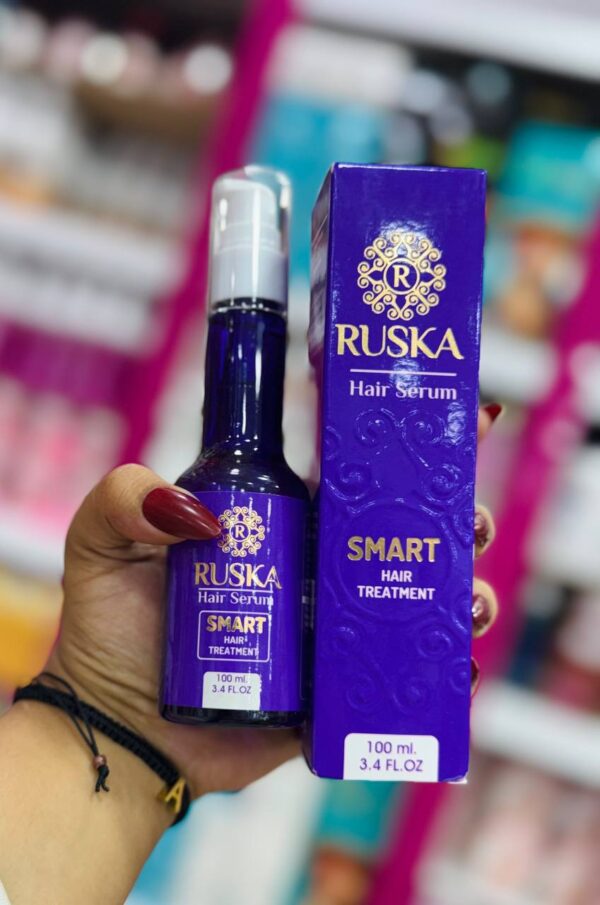 R
RUSKA
Hair Serum
SMART
HAIR
TREATMENT
100 ml.
3.4 FL.OZ
R
RUSKA
Hair Serum
SMART
HAIR
TREATMENT
100 ml.
3.4 FL.OZ
A